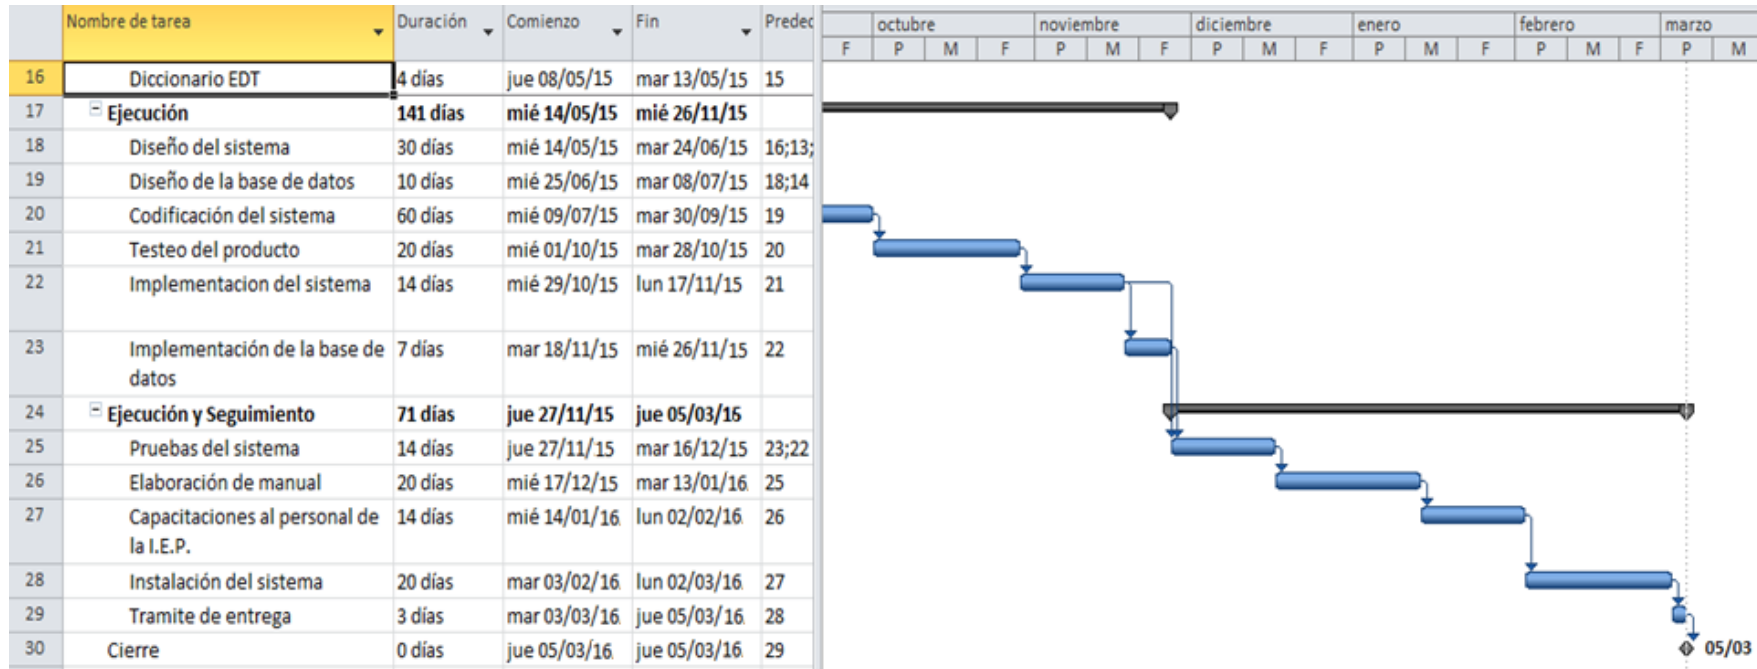 Nombre de tarea Duración Comienzo Fin Predec
octubre noviembre diciembre enero febrero marzo
F P M F P M F P M F P M F P M F P M
16 Diccionario EDT 4 días jue 08/05/15 mar 13/05/15 15
17 Ejecución 141 días mié 14/05/15 mié 26/11/15
18 Diseño del sistema 30 días mié 14/05/15 mar 24/06/15 16;13;
19 Diseño de la base de datos 10 días mié 25/06/15 mar 08/07/15 18;14
20 Codificación del sistema 60 días mié 09/07/15 mar 30/09/15 19
21 Testeo del producto 20 días mié 01/10/15 mar 28/10/15 20
22 Implementacion del sistema 14 días mié 29/10/15 lun 17/11/15 21
23 Implementación de la base de 7 días mar 18/11/15 mié 26/11/15 22
datos
24 Ejecución y Seguimiento 71 días jue 27/11/15 jue 05/03/16
25 Pruebas del sistema 14 días jue 27/11/15 mar 16/12/15 23;22
26 Elaboración de manual 20 días mié 17/12/15 mar 13/01/16 25
27 Capacitaciones al personal de 14 días mié 14/01/16 lun 02/02/16 26
la I.E.P.
28 Instalación del sistema 20 días mar 03/02/16 lun 02/03/16 27
29 Tramite de entrega 3 días mar 03/03/16 jue 05/03/16 28
30 Cierre 0 días jue 05/03/16 jue 05/03/16 29
05/03